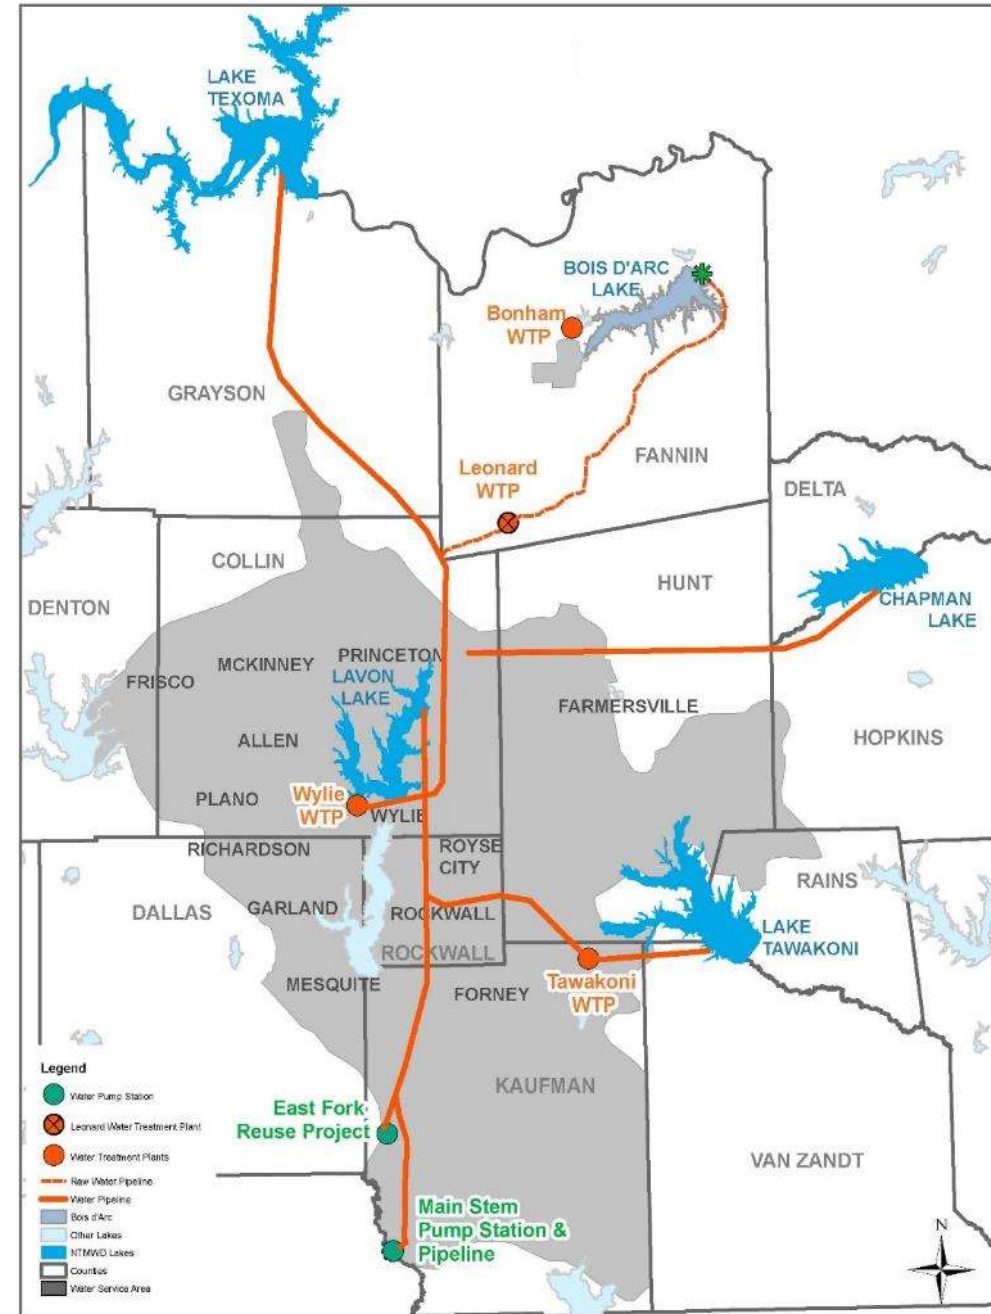 LAKE
TEXOMA
BOIS D'ARC
LAKE
Bonham
WTP
GRAYSON
Leonard
WTP
FANNIN
DELTA
COLLIN
HUNT
DENTON
CHAPMAN
LAKE
MCKINNEY
PRINCETON
FRISCO
LAVON
LAKE
FARMERSVILLE
ALLEN
HOPKINS
PLANO
Wylie
WTP
WYLIE
RICHARDSON
ROYSE
CITY
RAINS
DALLAS
GARLAND
ROCKWALL
LAKE
TAWAKONI
ROCKWALL
MESQUITE
FORNEY
Tawakoni
WTP
KAUFMAN
East Fork
Reuse Project
VAN ZANDT
Main Stem
Pump Station &
Pipeline
N
Legend
Water Pump Station
Leonard Water Treatment Plant
Water Treatment Plants
Raw Water Pipeline
Water Pipeline
Bois d'Arc
Other Lakes
NTMWD Lakes
Counties
Water Service Area